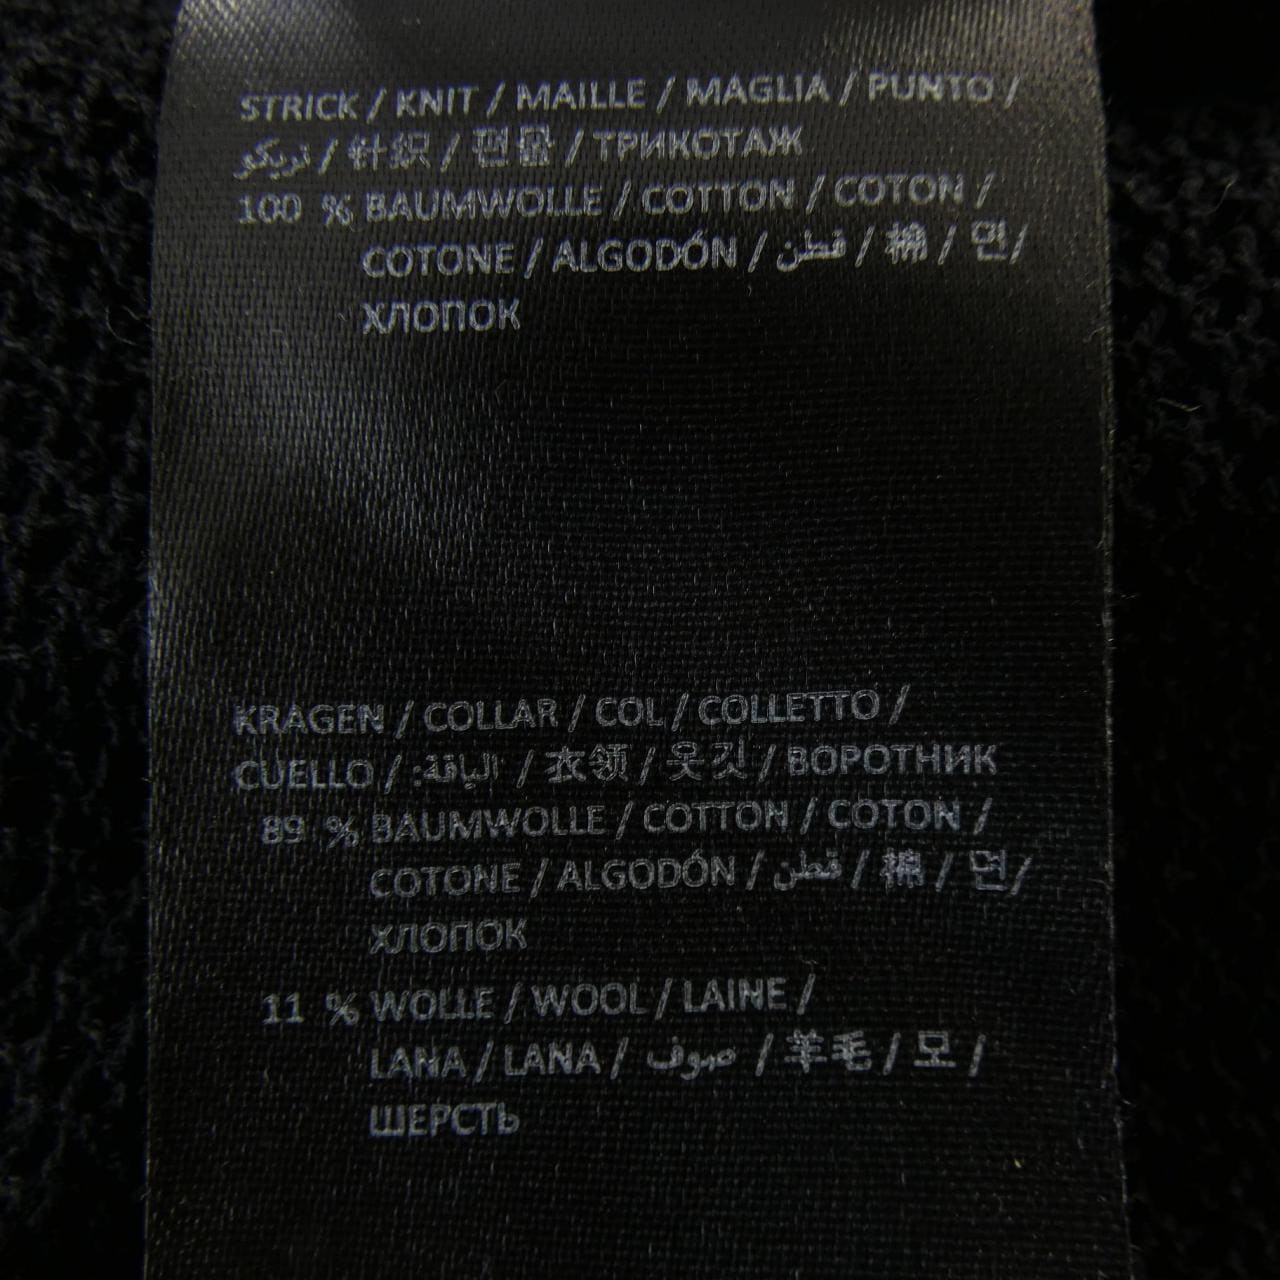 STRICK / KNIT / MAILLE / MAGLIA / PUNTO /
تريكو / 针织 / 편물 / ТРИКОТАЖ
100 % BAUMWOLLE / COTTON / COTON /
COTONE / ALGODÓN / قطن / 棉 / 면/
ХЛОПОК
KRAGEN / COLLAR / COL / COLLETTO /
CUELLO / الياقة: / 衣领 / 옷깃 / ВОРОТНИК
89 % BAUMWOLLE / COTTON / COTON /
COTONE / ALGODÓN / قطن / 棉 / 면/
ХЛОПОК
11 % WOLLE / WOOL / LAINE /
LANA / LANA / صوف / 羊毛 / 모 /
ШЕРСТЬ